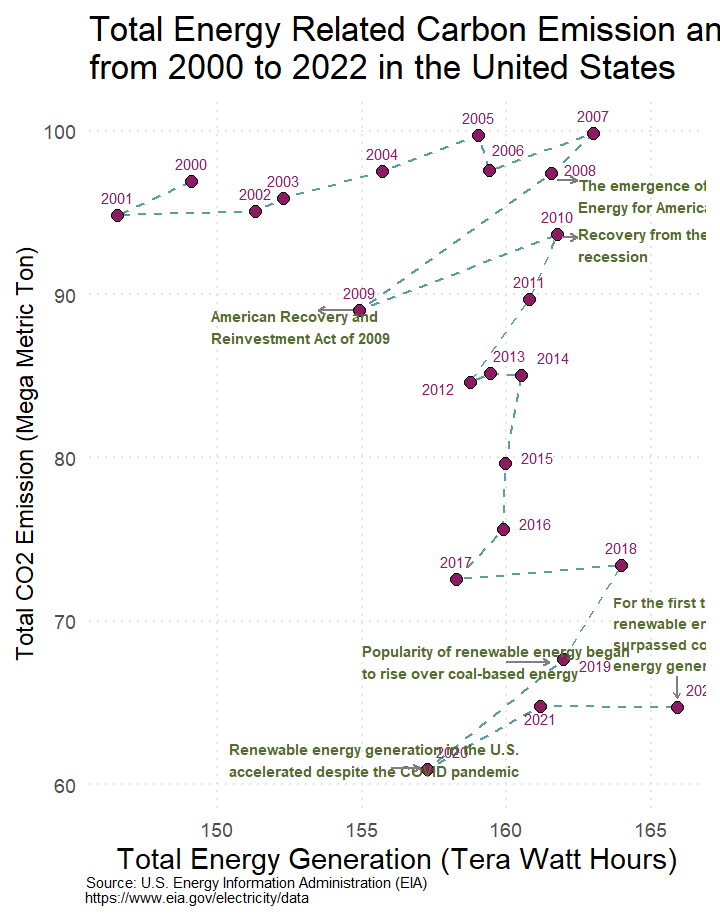 Total Energy Related Carbon Emission an
from 2000 to 2022 in the United States
100
90
80
70
60
Total CO2 Emission (Mega Metric Ton)
2005
2007
2006
2004
2000
2003
2008
2001
2002
The emergence of
Energy for America
2010
Recovery from the
recession
2011
2009
American Recovery and
Reinvestment Act of 2009
2013
2014
2012
2015
2016
2017
2018
For the first t
renewable en
surpassed co
energy gener
Popularity of renewable energy began
to rise over coal-based energy
2019
202
2021
2020
Renewable energy generation in the U.S.
accelerated despite the COVID pandemic
150
155
160
165
Total Energy Generation (Tera Watt Hours)
Source: U.S. Energy Information Administration (EIA)
https://www.eia.gov/electricity/data